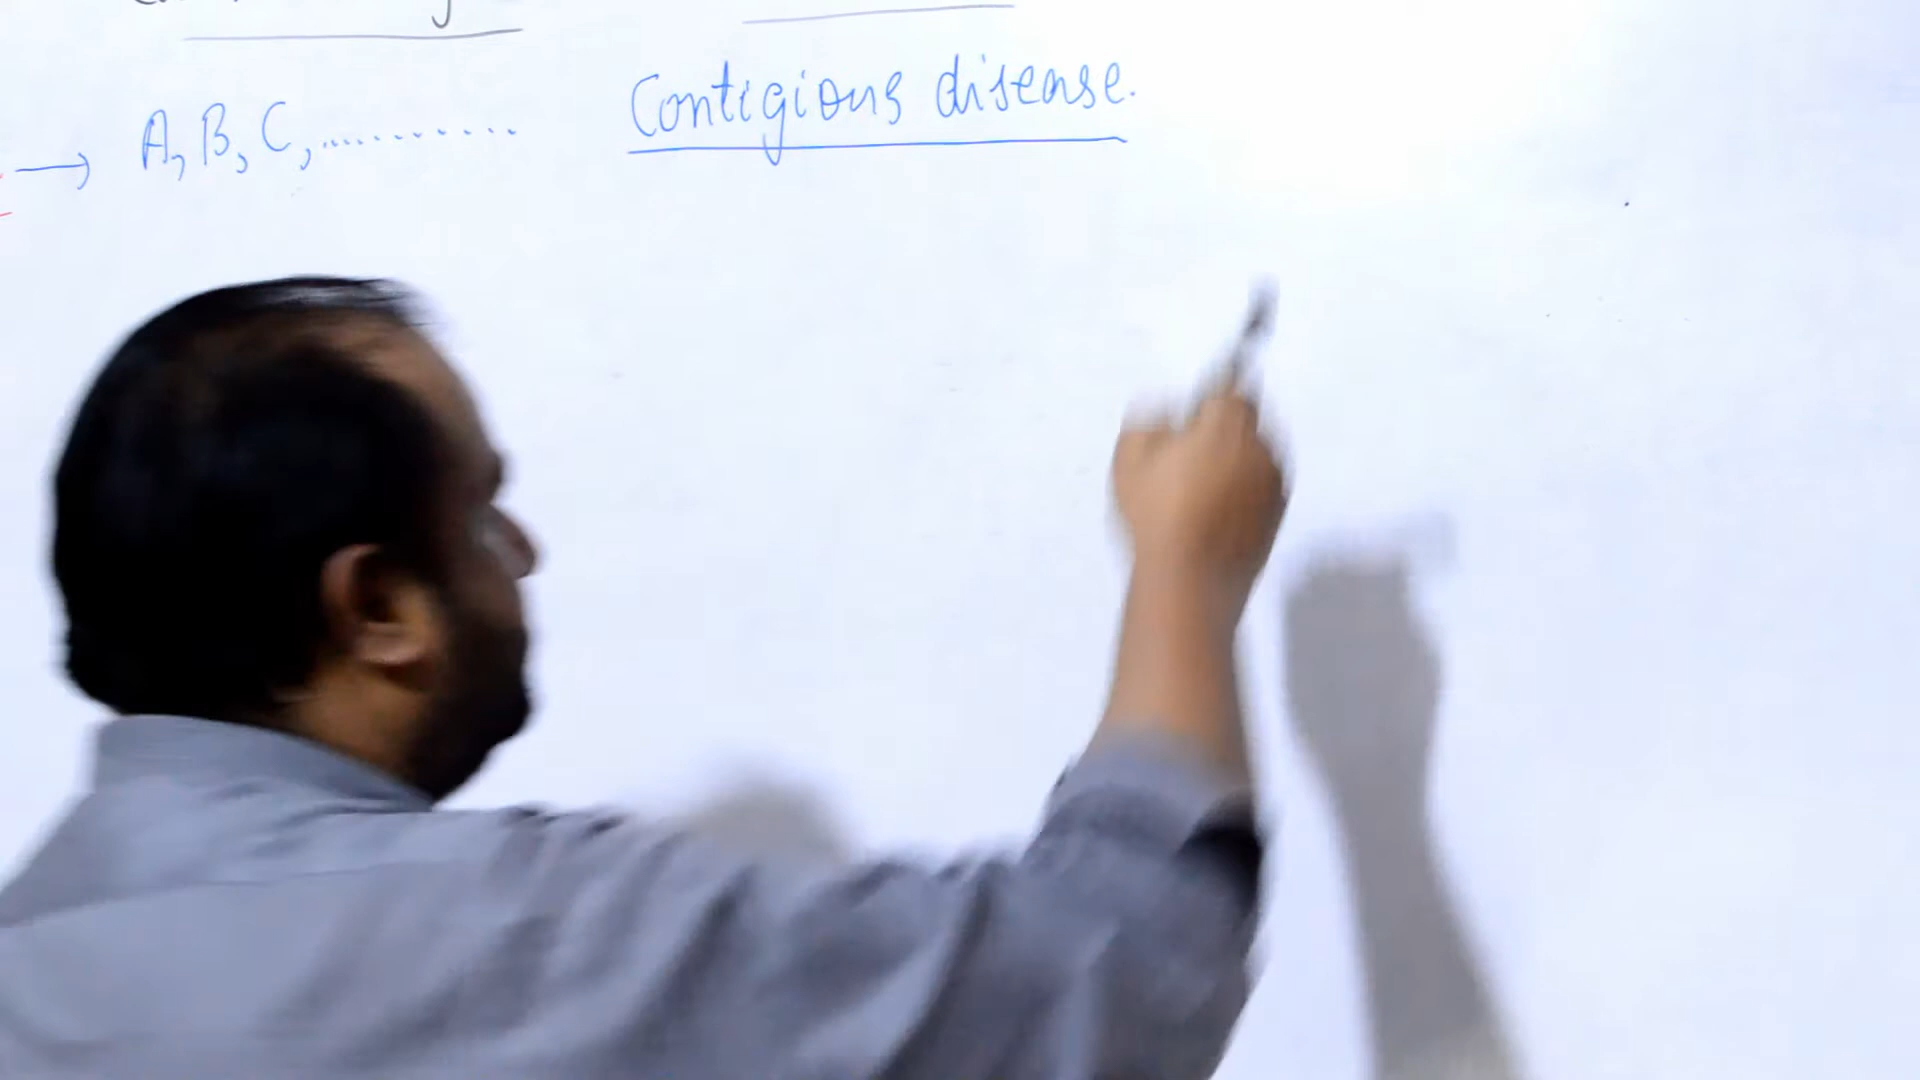 A, B, C, ..........
Contigious disease.